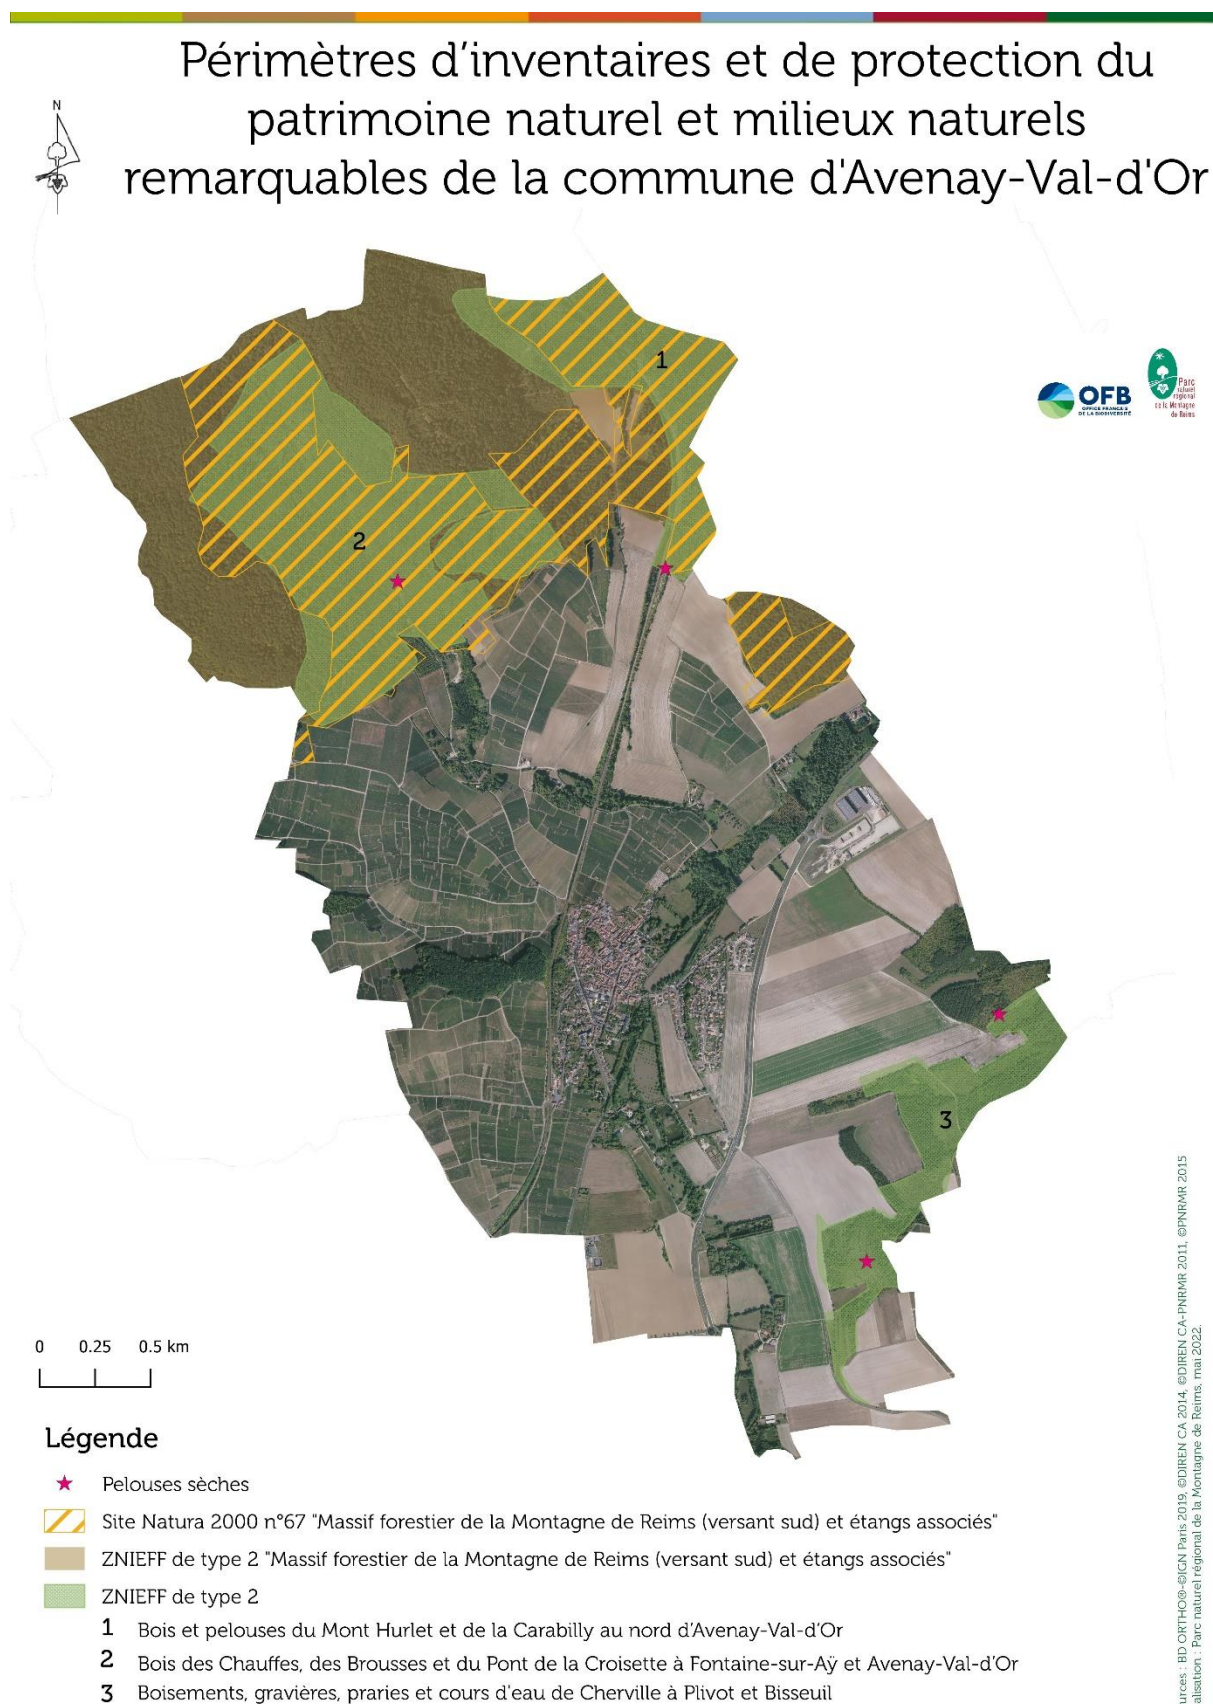 Périmètres d'inventaires et de protection du
patrimoine naturel et milieux naturels
remarquables de la commune d'Avenay-Val-d'Or
N
1
OFB
OFFICE FRANÇAIS
DE LA BIODIVERSITÉ
Parc
naturel
régional
de la Montagne
de Reims
2
3
0 0.25 0.5 km
Légende
Pelouses sèches
Site Natura 2000 n°67 "Massif forestier de la Montagne de Reims (versant sud) et étangs associés"
ZNIEFF de type 2 "Massif forestier de la Montagne de Reims (versant sud) et étangs associés"
ZNIEFF de type 2
1 Bois et pelouses du Mont Hurlet et de la Carabilly au nord d'Avenay-Val-d'Or
2 Bois des Chauffes, des Brousses et du Pont de la Croisette à Fontaine-sur-Aÿ et Avenay-Val-d'Or
3 Boisements, gravières, praries et cours d'eau de Cherville à Plivot et Bisseuil
urces : BD ORTHO®-©IGN Paris 2019, ©DIREN CA 2014, ©DIREN CA-PNRMR 2011, ©PNRMR 2015
alisation : Parc naturel régional de la Montagne de Reims, mai 2022.